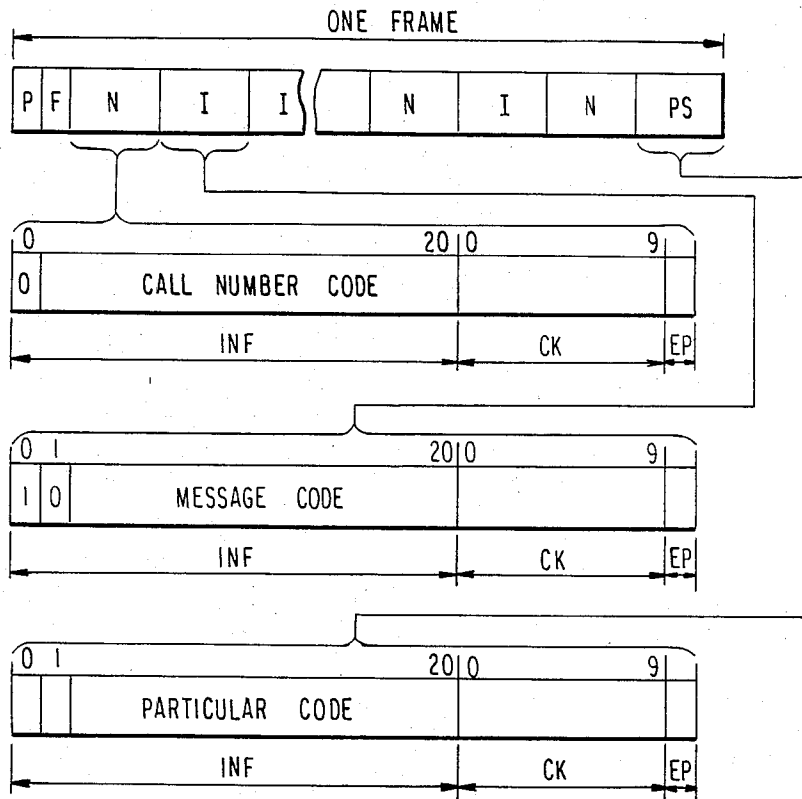 ONE FRAME
P F N I I N I N PS
0 20 0 9
0 CALL NUMBER CODE
INF CK EP
0 1 20 0 9
1 0 MESSAGE CODE
INF CK EP
0 1 20 0 9
PARTICULAR CODE
INF CK EP